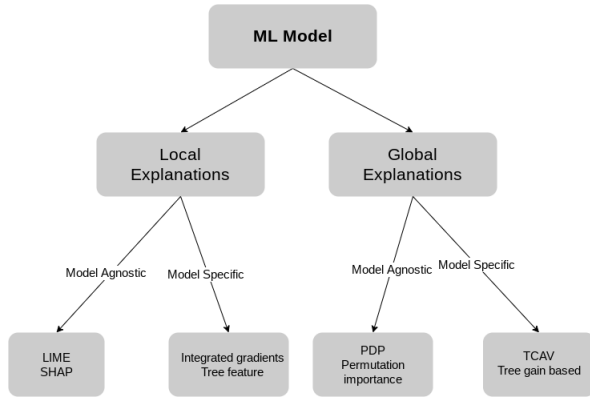 ML Model
Local
Explanations
Global
Explanations
Model Agnostic
Model Specific
Model Agnostic
Model Specific
LIME
SHAP
Integrated gradients
Tree feature
PDP
Permutation
importance
TCAV
Tree gain based